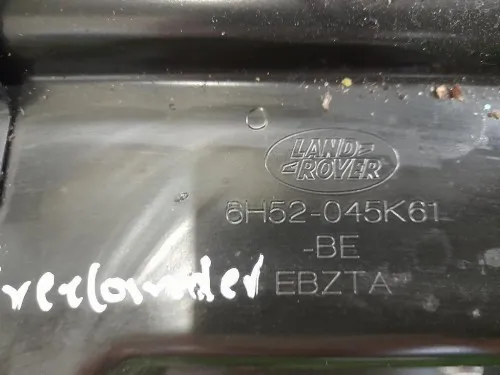 LAND-
-ROVER
6H52-045K61
-BE
EBZTA